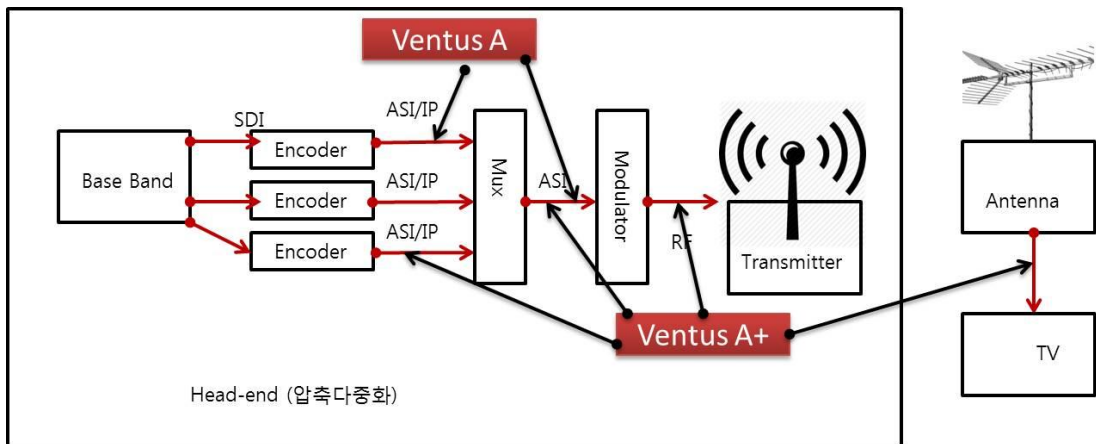 Ventus A
ASI/IP
SDI
Encoder
Base Band
ASI/IP
Encoder
ASI/IP
Encoder
Mux
ASI
Modulator
RF
Transmitter
Antenna
Ventus A+
TV
Head-end (압축다중화)